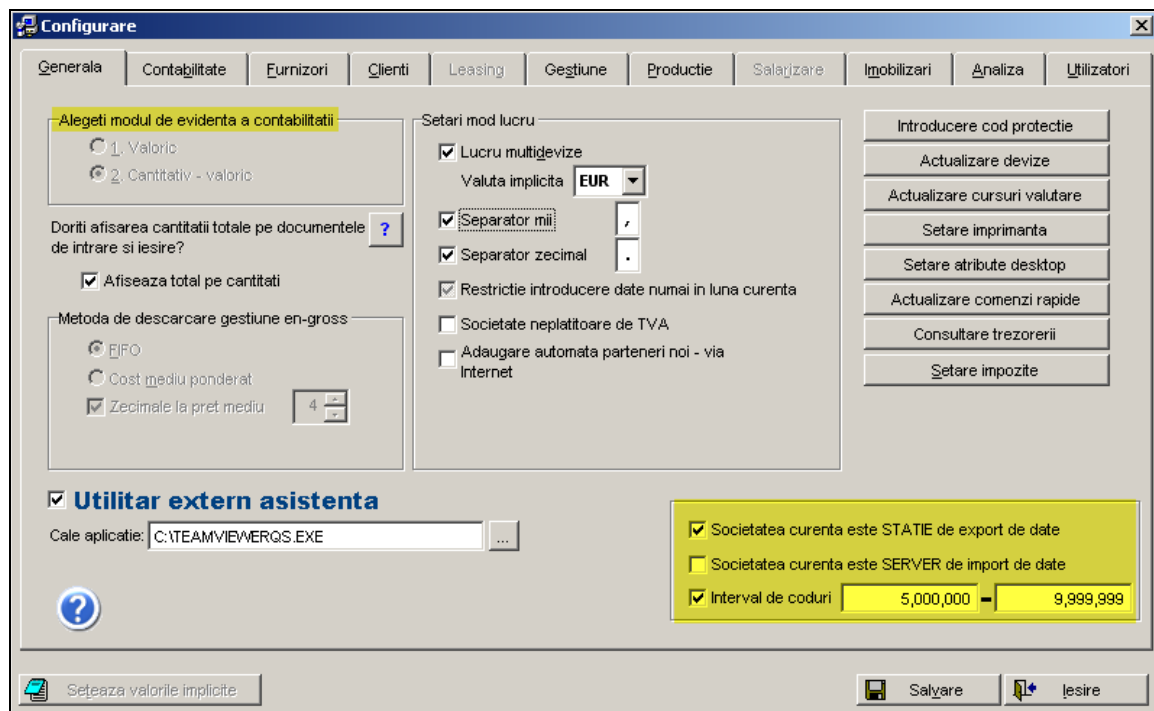 Configurare
Generala
Contabilitate
Furnizori
Clienti
Leasing
Gestiune
Productie
Salarizare
Imobilizari
Analiza
Utilizatori
Alegeti modul de evidenta a contabilitatii
1. Valoric
2. Cantitativ - valoric
Doriti afisarea cantitatii totale pe documentele
de intrare si iesire?
?
Afiseaza total pe cantitati
Metoda de descarcare gestiune en-gross
FIFO
Cost mediu ponderat
Zecimale la pret mediu 4
Setari mod lucru
Lucru multidevize
Valuta implicita EUR
Separator mii ,
Separator zecimal .
Restrictie introducere date numai in luna curenta
Societate neplatitoare de TVA
Adaugare automata parteneri noi - via
Internet
Introducere cod protectie
Actualizare devize
Actualizare cursuri valutare
Setare imprimanta
Setare atribute desktop
Actualizare comenzi rapide
Consultare trezorerii
Setare impozite
Utilitar extern asistenta
Cale aplicatie: C:\TEAMVIEWERQS.EXE ...
?
Societatea curenta este STATIE de export de date
Societatea curenta este SERVER de import de date
Interval de coduri 5,000,000 - 9,999,999
Seteaza valorile implicite
Salvare
Iesire